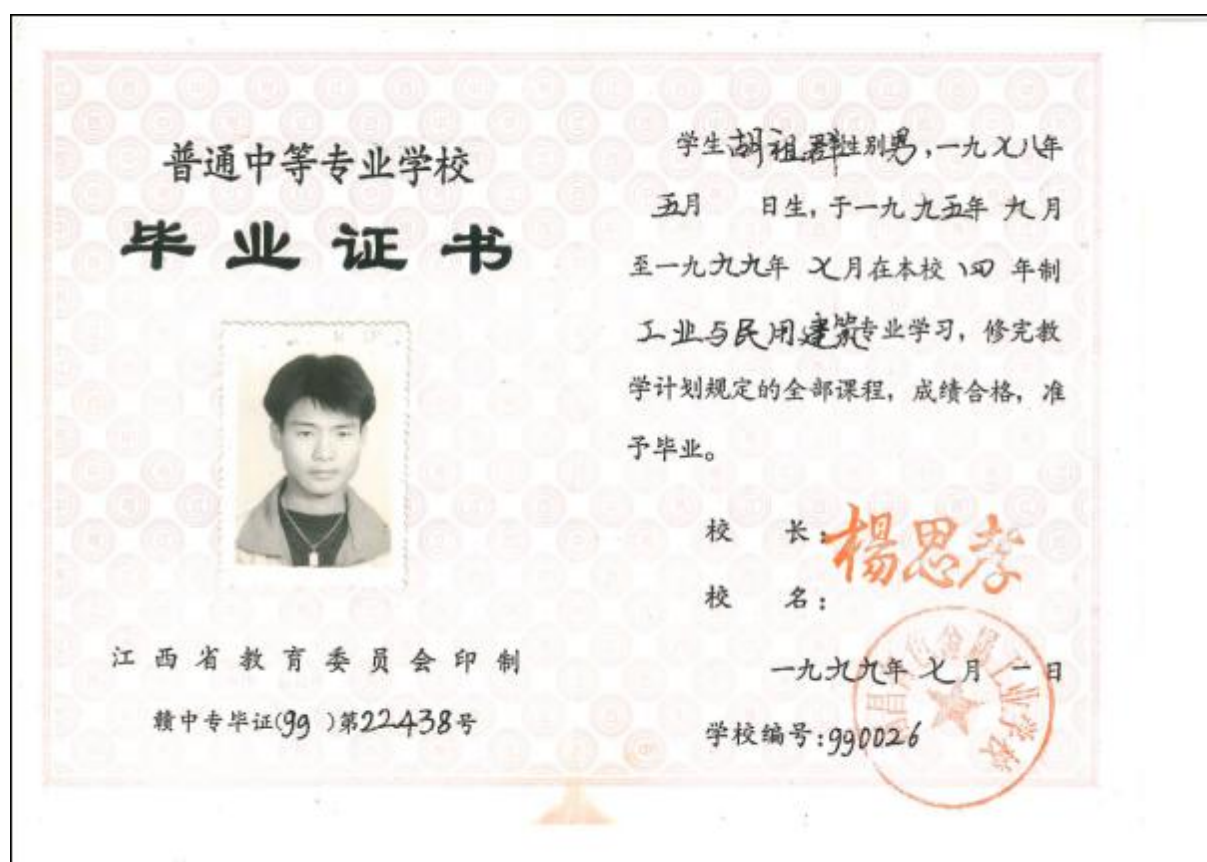 普通中等专业学校
毕业证书
江西省教育委员会印制
赣中专毕证(99 )第22438号
学生胡祖群性别男,一九七八年
五月 日生,于一九九五年 九月
至一九九九年 七月在本校 四 年制
工业与民用建筑专业学习,修完教
学计划规定的全部课程,成绩合格,准
予毕业。
校 长:楊思孝
校 名:
一九九九年 七月 一日
学校编号:990026
金属工业学校